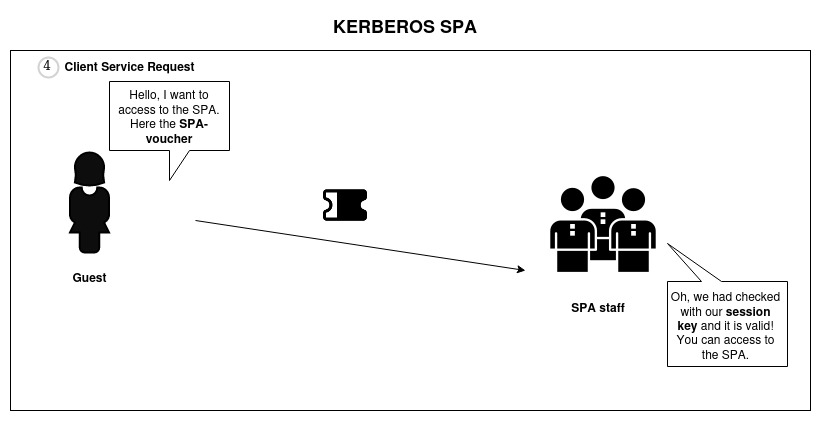 KERBEROS SPA
4 Client Service Request
Hello, I want to
access to the SPA.
Here the SPA-
voucher
Guest
SPA staff
Oh, we had checked
with our session
key and it is valid!
You can access to
the SPA.